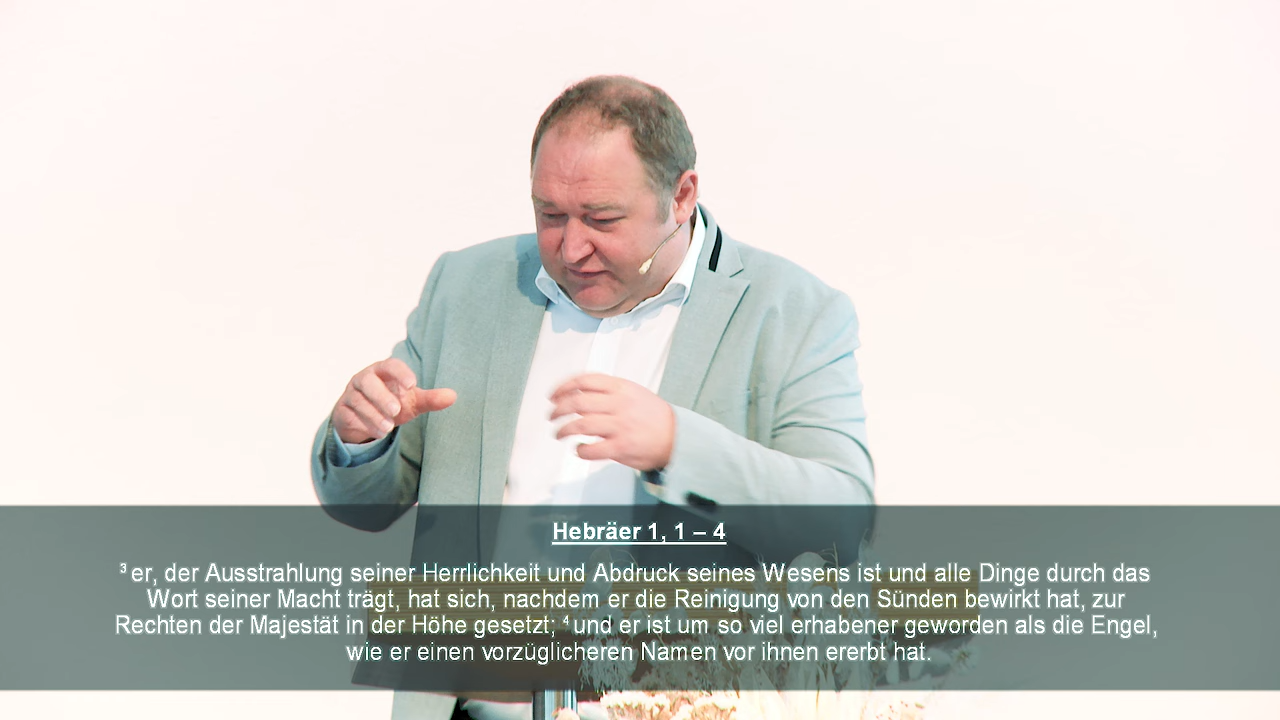 Hebräer 1, 1 – 4
³ er, der Ausstrahlung seiner Herrlichkeit und Abdruck seines Wesens ist und alle Dinge durch das
Wort seiner Macht trägt, hat sich, nachdem er die Reinigung von den Sünden bewirkt hat, zur
Rechten der Majestät in der Höhe gesetzt; ⁴ und er ist um so viel erhabener geworden als die Engel,
wie er einen vorzüglicheren Namen vor ihnen ererbt hat.